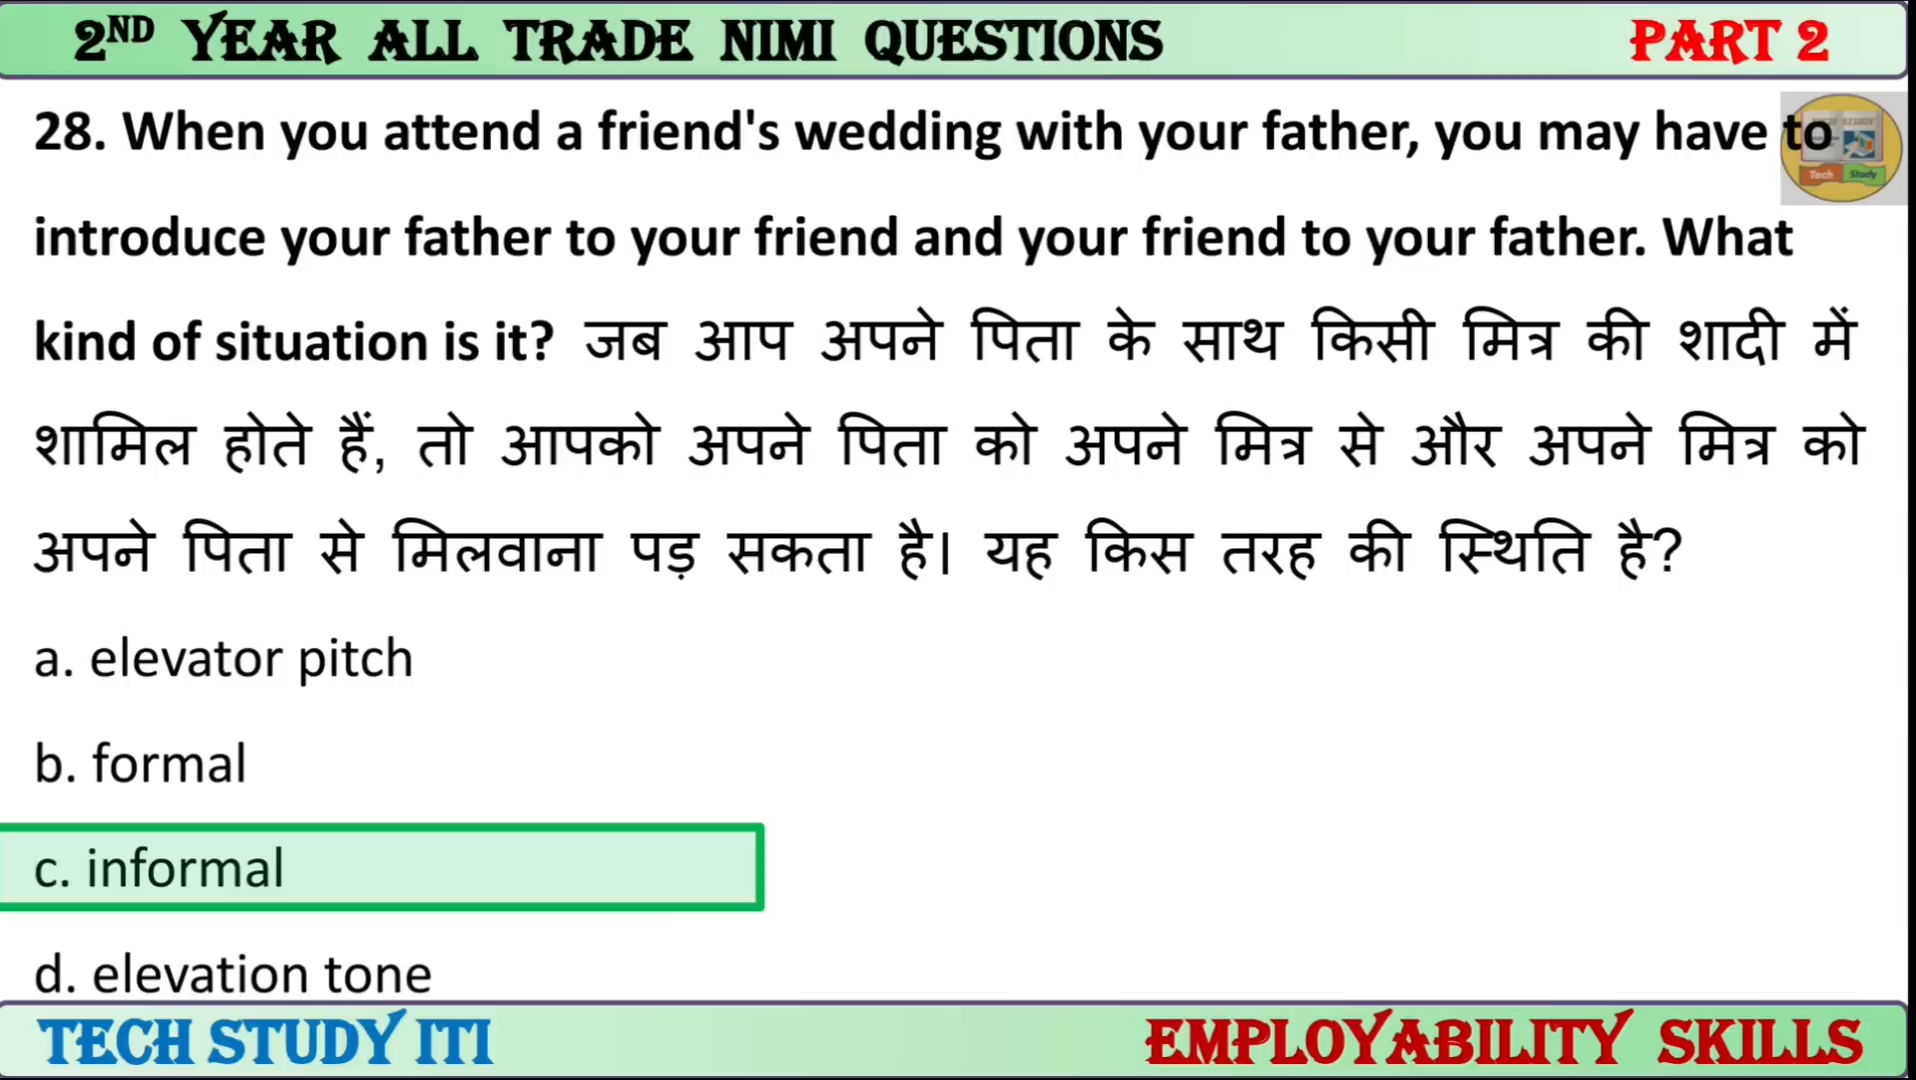 2ND YEAR ALL TRADE NIMI QUESTIONS PART 2
28. When you attend a friend's wedding with your father, you may have to
Tech Study
introduce your father to your friend and your friend to your father. What
kind of situation is it? जब आप अपने पिता के साथ किसी मित्र की शादी में
शामिल होते हैं, तो आपको अपने पिता को अपने मित्र से और अपने मित्र को
अपने पिता से मिलवाना पड़ सकता है। यह किस तरह की स्थिति है?
a. elevator pitch
b. formal
c. informal
d. elevation tone
TECH STUDY ITI EMPLOYABILITY SKILLS